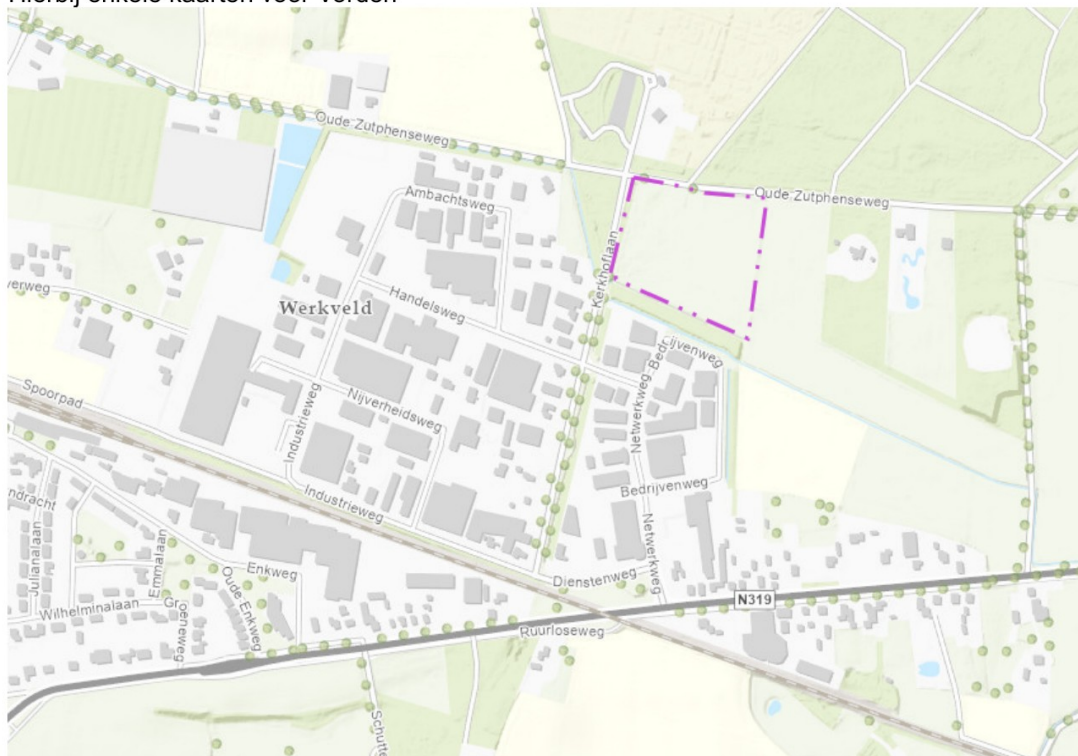 Hierbij enkele kaarten voor Vorden
Oude Zutphenseweg
Ambachtsweg
Oude Zutphenseweg
Kerkhoflaan
Werkveld
Handelsweg
Bedrijvenweg
Spoorpad
Nijverheidsweg
Industrieweg
Netwerkweg
Bedrijvenweg
Industrieweg
Julianalaan
Emmalaan
Enkweg
Netwerkweg
Dienstenweg
Oude Enkweg
Wilhelminalaan
Groeneweg
N319
Ruurloseweg